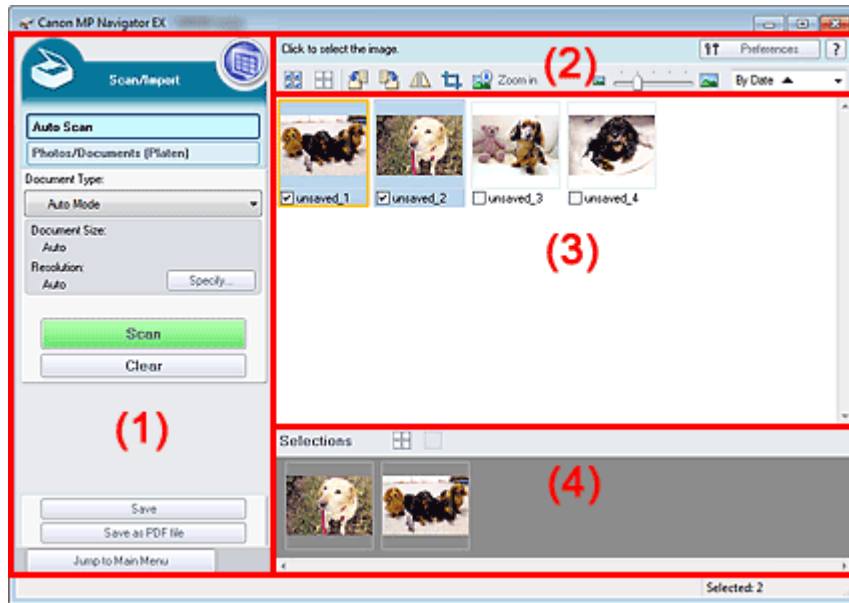 Canon MP Navigator EX
Scan/Import
Auto Scan
Photos/Documents (Platen)
Document Type:
Auto Mode
Document Size:
Auto
Resolution:
Auto
Specify...
Scan
Clear
(1)
Save
Save as PDF file
Jump to Main Menu
Click to select the image.
Preferences
?
Zoom in
(2)
By Date
unsaved_1
unsaved_2
unsaved_3
unsaved_4
(3)
Selections
(4)
Selected: 2